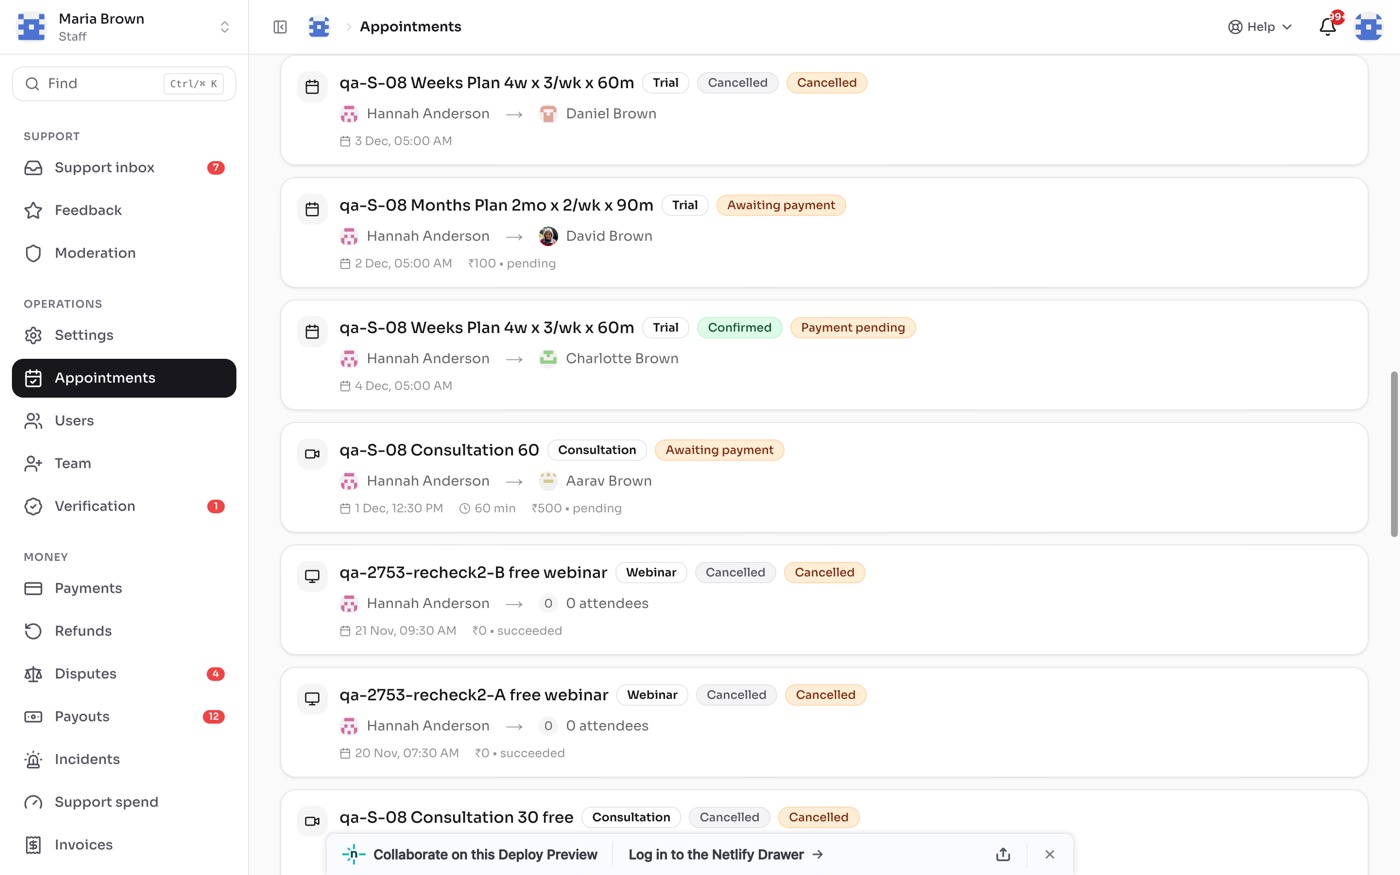 Maria Brown
Staff
Find
Ctrl/⌘ K
SUPPORT
Support inbox 7
Feedback
Moderation
OPERATIONS
Settings
Appointments
Users
Team
Verification 1
MONEY
Payments
Refunds
Disputes 4
Payouts 12
Incidents
Support spend
Invoices
Appointments
Help
99+
qa-S-08 Weeks Plan 4w x 3/wk x 60m Trial Cancelled Cancelled
Hannah Anderson → Daniel Brown
3 Dec, 05:00 AM
qa-S-08 Months Plan 2mo x 2/wk x 90m Trial Awaiting payment
Hannah Anderson → David Brown
2 Dec, 05:00 AM ₹100 • pending
qa-S-08 Weeks Plan 4w x 3/wk x 60m Trial Confirmed Payment pending
Hannah Anderson → Charlotte Brown
4 Dec, 05:00 AM
qa-S-08 Consultation 60 Consultation Awaiting payment
Hannah Anderson → Aarav Brown
1 Dec, 12:30 PM 60 min ₹500 • pending
qa-2753-recheck2-B free webinar Webinar Cancelled Cancelled
Hannah Anderson → 0 0 attendees
21 Nov, 09:30 AM ₹0 • succeeded
qa-2753-recheck2-A free webinar Webinar Cancelled Cancelled
Hannah Anderson → 0 0 attendees
20 Nov, 07:30 AM ₹0 • succeeded
qa-S-08 Consultation 30 free Consultation Cancelled Cancelled
Collaborate on this Deploy Preview Log in to the Netlify Drawer →